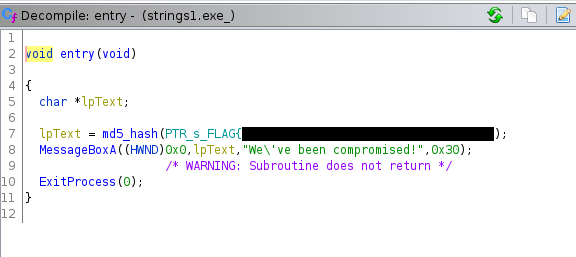 Decompile: entry - (strings1.exe_)
1
2 void entry(void)
3
4 {
5 char *lpText;
6
7 lpText = md5_hash(PTR_s_FLAG{ );
8 MessageBoxA((HWND)0x0,lpText,"We\'ve been compromised!",0x30);
9 /* WARNING: Subroutine does not return */
10 ExitProcess(0);
11 }
12